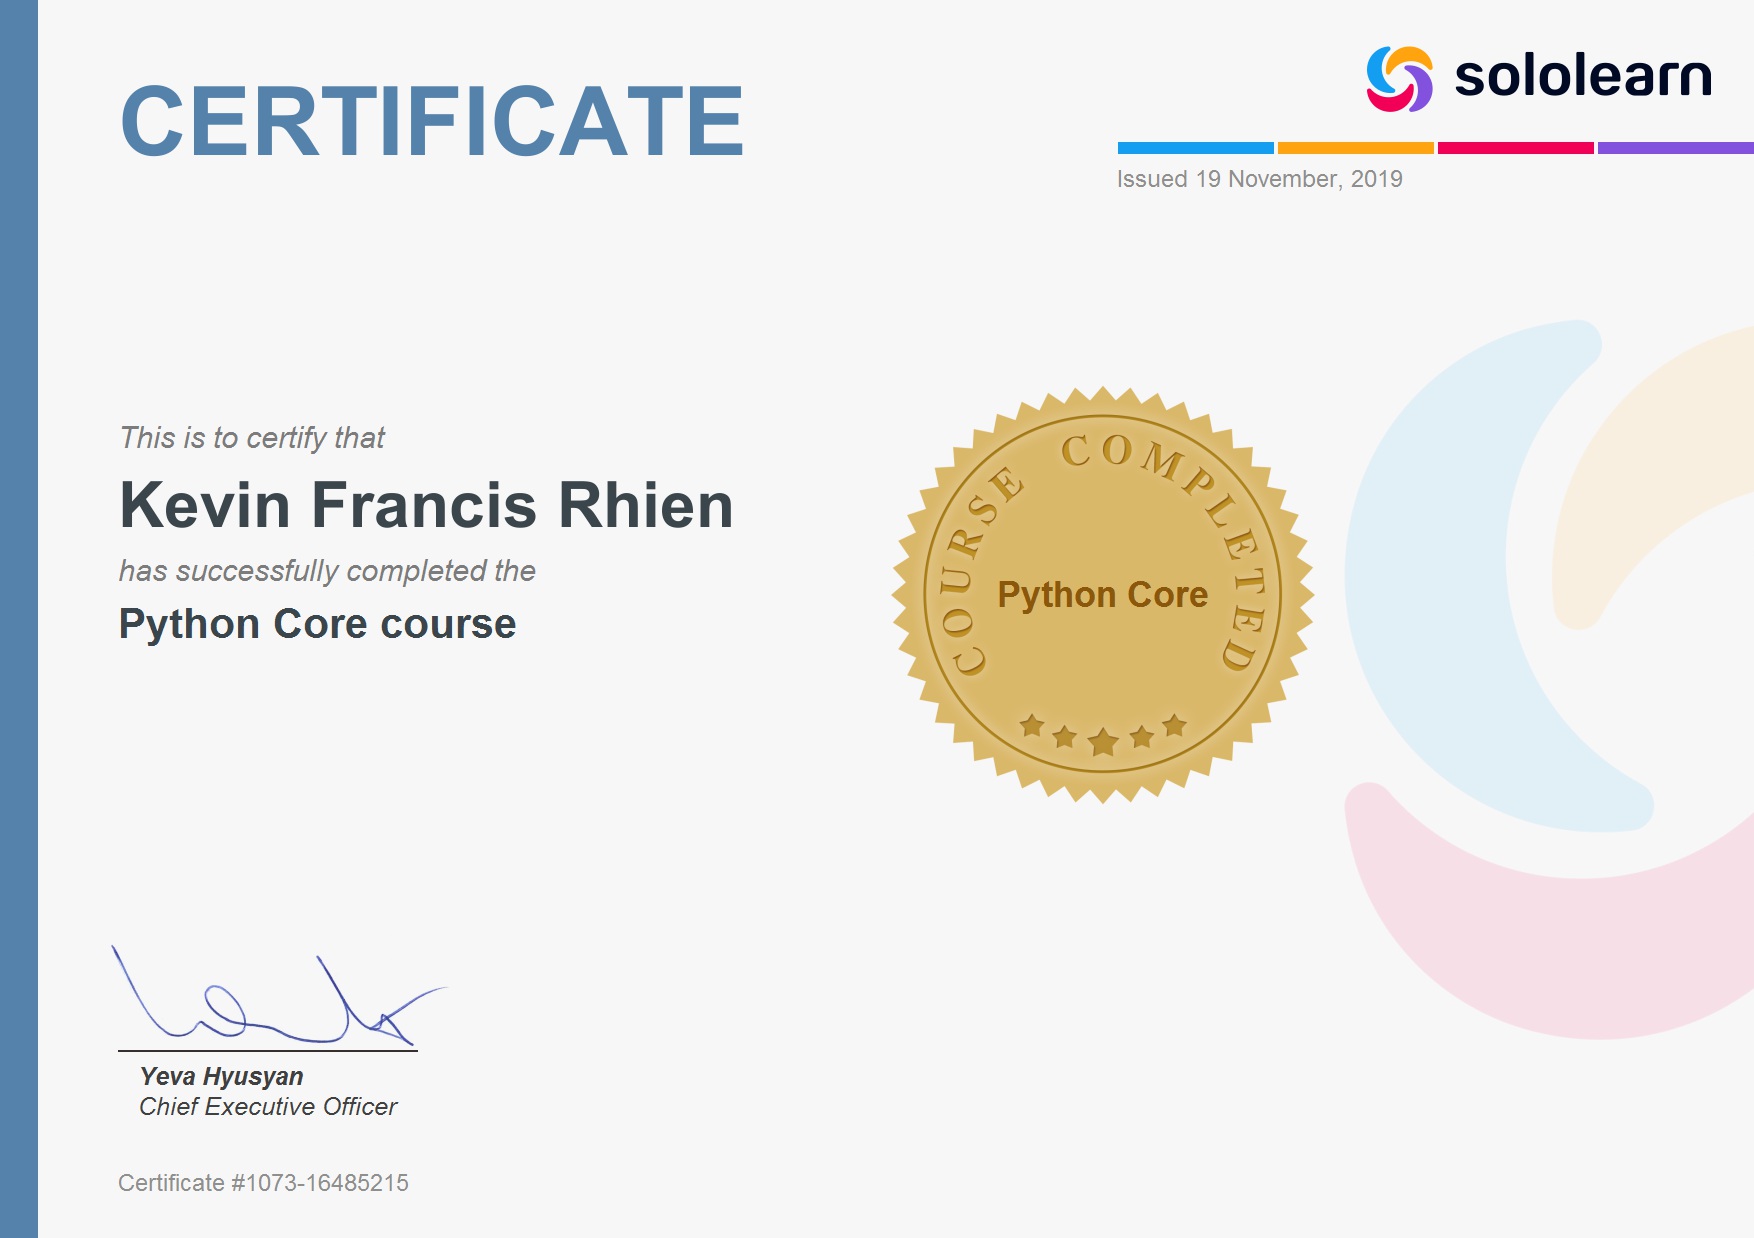 CERTIFICATE
sololearn
Issued 19 November, 2019
This is to certify that
Kevin Francis Rhien
has successfully completed the
Python Core course
COURSE COMPLETED
Python Core
Yeva Hyusyan
Chief Executive Officer
Certificate #1073-16485215